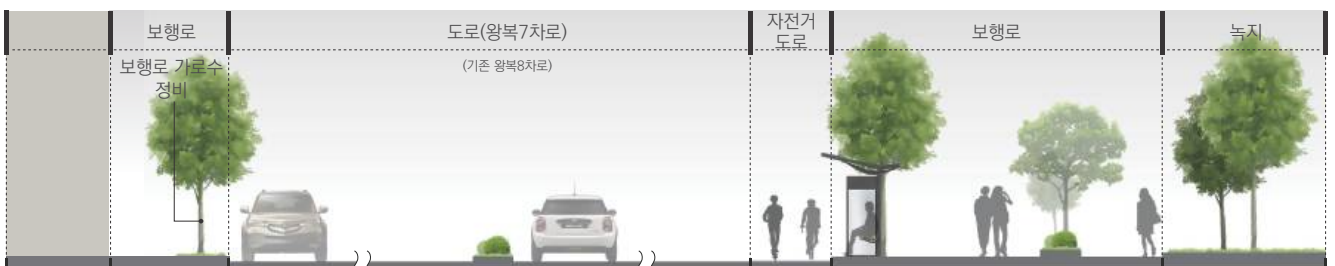 보행로
도로(왕복7차로)
자전거
도로
보행로
녹지
보행로 가로수
정비
(기존 왕복8차로)